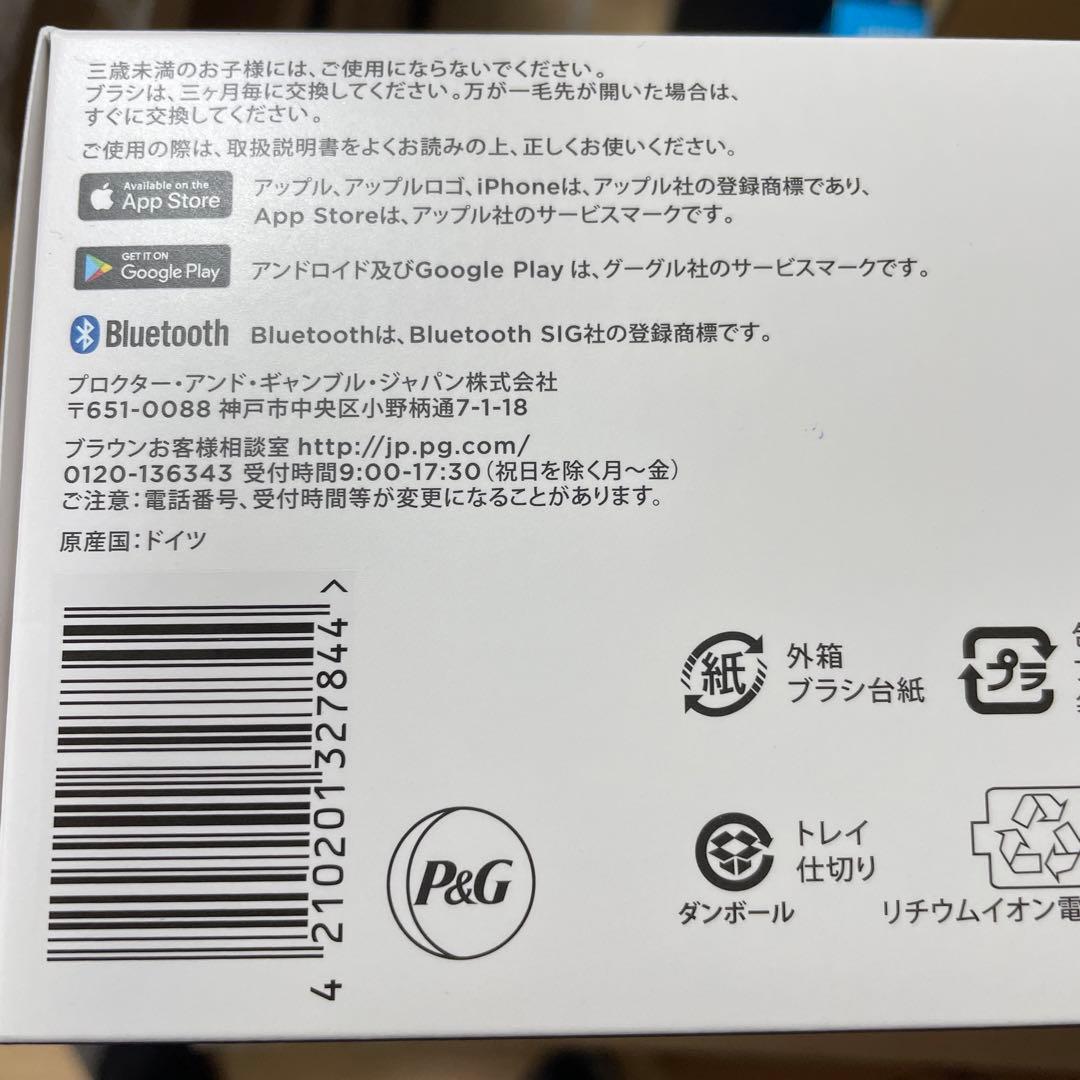 三歳未満のお子様には、ご使用にならないでください。
ブラシは、三ヶ月毎に交換してください。万が一毛先が開いた場合は、
すぐに交換してください。
ご使用の際は、取扱説明書をよくお読みの上、正しくお使いください。
Available on the
App Store
アップル、アップルロゴ、iPhoneは、アップル社の登録商標であり、
App Storeは、アップル社のサービスマークです。
GET IT ON
Google Play
アンドロイド及びGoogle Play は、グーグル社のサービスマークです。
Bluetooth
Bluetoothは、Bluetooth SIG社の登録商標です。
プロクター・アンド・ギャンブル・ジャパン株式会社
〒651-0088 神戸市中央区小野柄通7-1-18
ブラウンお客様相談室 http://jp.pg.com/
0120-136343 受付時間9:00-17:30（祝日を除く月〜金）
ご注意：電話番号、受付時間等が変更になることがあります。
原産国：ドイツ
4 210201 327844 >
P&G
紙
外箱
ブラシ台紙
プラ
トレイ
仕切り
ダンボール
リチウムイオン電